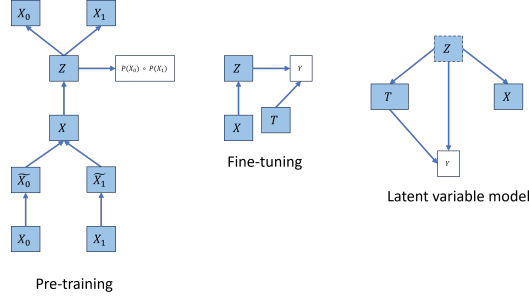 X₀ X₁
Z P(X₀) ∘ P(X₁)
X
X̃₀ X̃₁
X₀ X₁
Pre-training
Z Y
X T
Fine-tuning
Z
T X
Y
Latent variable model